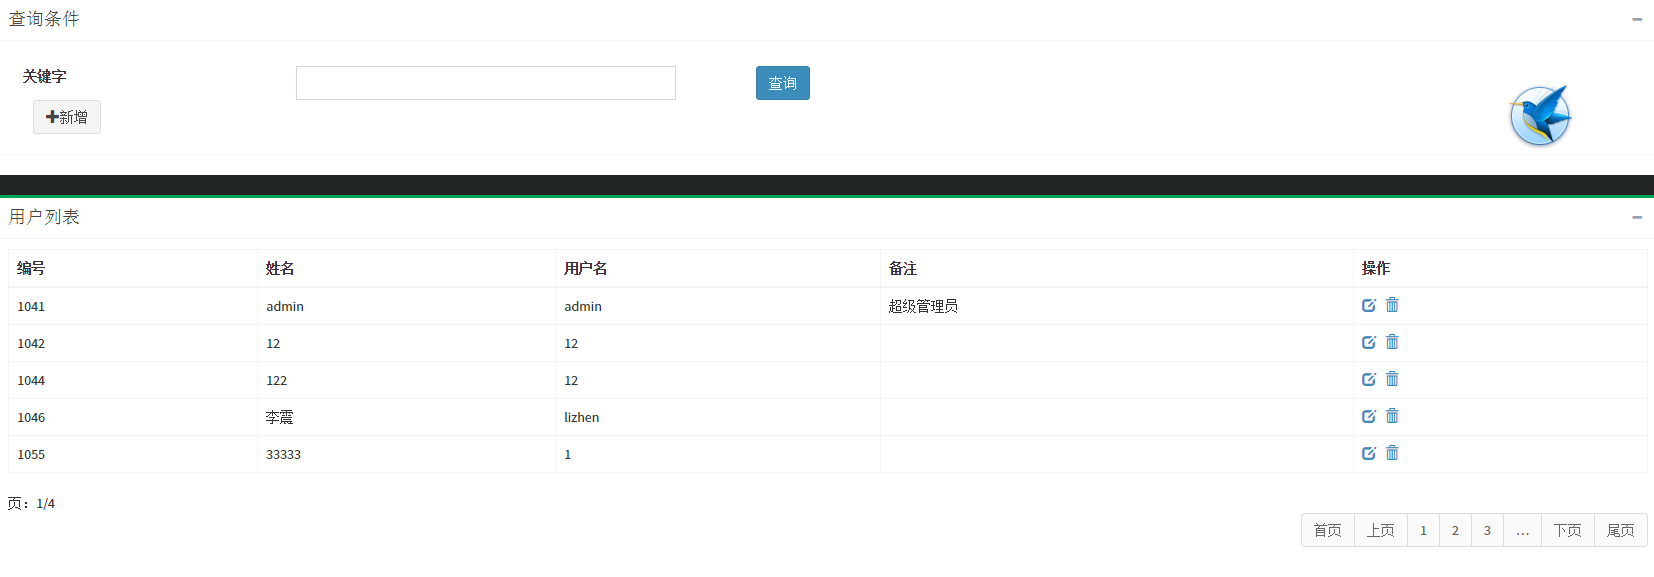 查询条件
关键字 查询
新增
用户列表
编号 姓名 用户名 备注 操作
1041 admin admin 超级管理员
1042 12 12
1044 122 12
1046 李震 lizhen
1055 33333 1
页：1/4
首页 上页 1 2 3 ... 下页 尾页